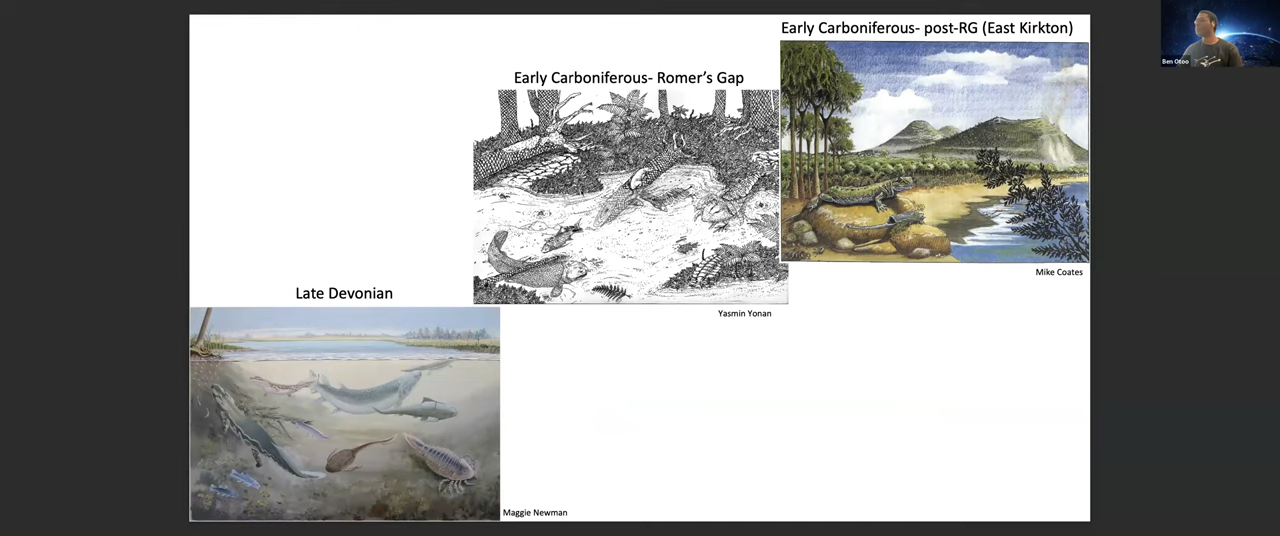 Early Carboniferous- post-RG (East Kirkton)
Ben Otoo
Early Carboniferous- Romer's Gap
Mike Coates
Late Devonian
Yasmin Yonan
Maggie Newman